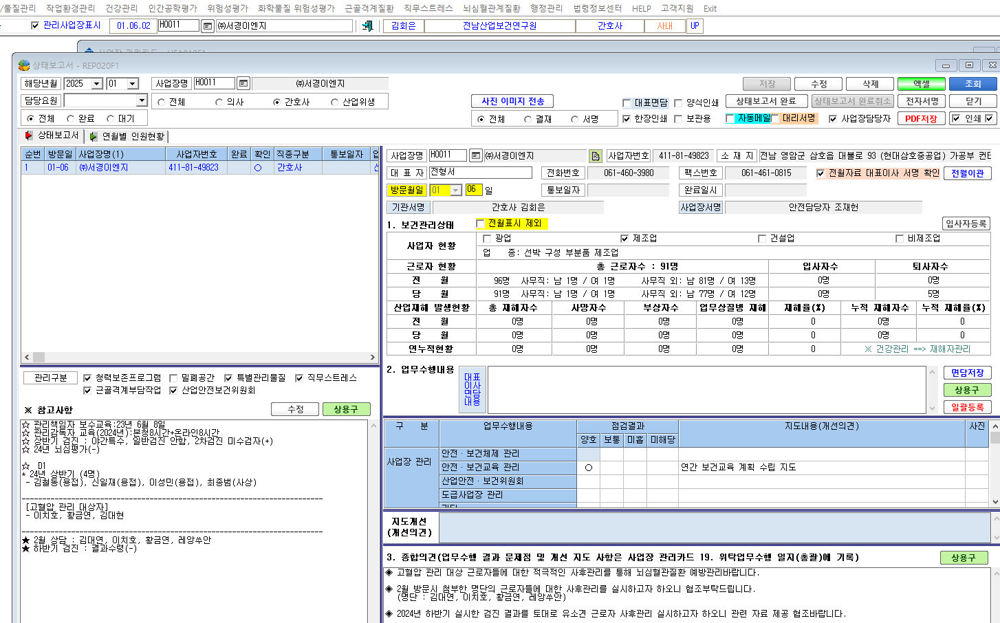 /물질관리 작업환경관리 건강관리 인간공학평가 위험성평가 화학물질 위험성평가 근골격계질환 직무스트레스 뇌심혈관계질환 행정관리 법령정보센터 HELP 고객지원 Exit
관리사업장표시 01.06.02 H0011 ㈜서경이엔지 김회은 전남산업보건연구원 간호사 사내 UP
상태보고서 - REP020F1
해당년월 2025 01 사업장명 H0011 ㈜서경이엔지 저장 수정 삭제 엑셀 조회
담당요원 전체 의사 간호사 산업위생 사진 이미지 전송 대표면담 양식인쇄 상태보고서 완료 상태보고서 완료취소 전자서명 닫기
전체 완료 대기 전체 결재 서명 한장인쇄 보관용 자동메일 대리서명 사업장담당자 PDF저장 인쇄
상태보고서 연월별 인원현황
순번 방문일 사업장명(1) 사업자번호 완료 확인 직종구분 통보일자
1 01-06 ㈜서경이엔지 411-81-49823 ○ 간호사
사업장명 H0011 ㈜서경이엔지 사업자번호 411-81-49823 소 재 지 전남 영암군 삼호읍 대불로 93 (현대삼호중공업) 가공부 컨테
대 표 자 전형서 전화번호 061-460-3980 팩스번호 061-461-0815 전월자료 대표이사 서명 확인 전월이관
방문월일 01 06 일 통보일자 완료일시
기관서명 간호사 김회은 사업장서명 안전담당자 조재헌
1. 보건관리상태 전월표시 제외 입사자등록
사업자 현황 광업 제조업 건설업 비제조업
업 종: 선박 구성 부분품 제조업
근로자 현황 총 근로자수 : 91명 입사자수 퇴사자수
전 월 96명 사무직: 남 1명 / 여 1명 사무직 외: 남 81명 / 여 13명 0명 0명
당 월 91명 사무직: 남 1명 / 여 1명 사무직 외: 남 77명 / 여 12명 0명 5명
산업재해 발생현황 총 재해자수 사망자수 부상자수 업무상질병 재해 재해율(%) 누적 재해자수 누적 재해율(%)
전 월 0명 0명 0명 0명 0 0명 0
당 월 0명 0명 0명 0명 0 0명 0
연누적현황 0명 0명 0명 0명 0 ※ 건강관리 ==> 재해자관리
2. 업무수행내용 대표이사면담내용 면담저장
상용구
일괄등록
관리구분 청력보존프로그램 밀폐공간 특별관리물질 직무스트레스
근골격계부담작업 산업안전보건위원회
※ 참고사항 수정 상용구
☆ 관리책임자 보수교육:23년 6월 8일
☆ 관리감독자 교육(2024년):본청8시간+온라인8시간
☆ 상반기 검진 : 야간특수, 일반검진 안함, 2차검진 미수검자(+)
☆ 24년 뇌심평가(-)
☆ D1
* 24년 상반기 (4명)
- 김철동(용접), 신일재(용접), 이성민(용접), 최종범(사상)
[고혈압 관리 대상자]
- 이치호, 황금연, 김대현
★ 2월 상담 : 김대연, 이치호, 황금연, 레앙쑤안
★ 하반기 검진 : 결과수령(-)
구 분 업무수행내용 점검결과 지도내용(개선의견) 사진
양호 보통 미흡 미해당
사업장 관리 안전ㆍ보건체제 관리
안전ㆍ보건교육 관리 ○ 연간 보건교육 계획 수립 지도
산업안전ㆍ보건위원회
도급사업장 관리
지도개선
(개선의견)
3. 종합의견(업무수행 결과 문제점 및 개선 지도 사항은 사업장 관리카드 19. 위탁업무수행 일지(총괄)에 기록) 상용구
◈ 고혈압 관리 대상 근로자들에 대한 적극적인 사후관리를 통해 뇌심혈관질환 예방관리바랍니다.
◈ 2월 방문시 첨부한 명단의 근로자들에 대한 사후관리를 실시하고자 하오니 협조부탁드립니다.
(명단 : 김대연, 이치호, 황금연, 레앙쑤안)
◈ 2024년 하반기 실시한 검진 결과를 토대로 유소견 근로자 사후관리 실시하고자 하오니 관련 자료 제공 협조바랍니다.